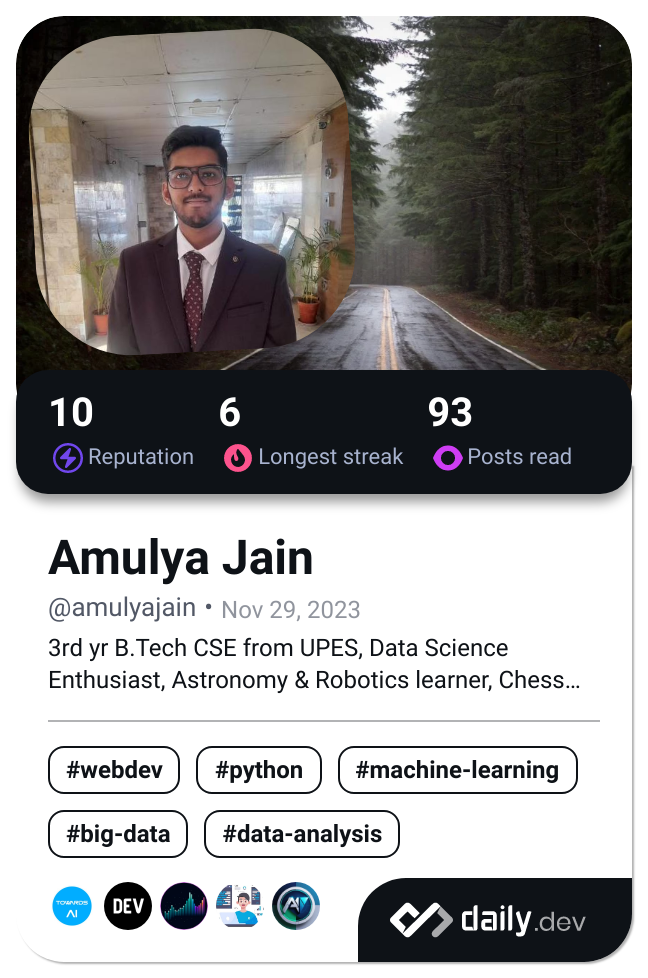 10 6 93
Reputation Longest streak Posts read
Amulya Jain
@amulyajain • Nov 29, 2023
3rd yr B.Tech CSE from UPES, Data Science
Enthusiast, Astronomy & Robotics learner, Chess…
#webdev #python #machine-learning
#big-data #data-analysis
TOWARDS
AI
DEV
daily.dev